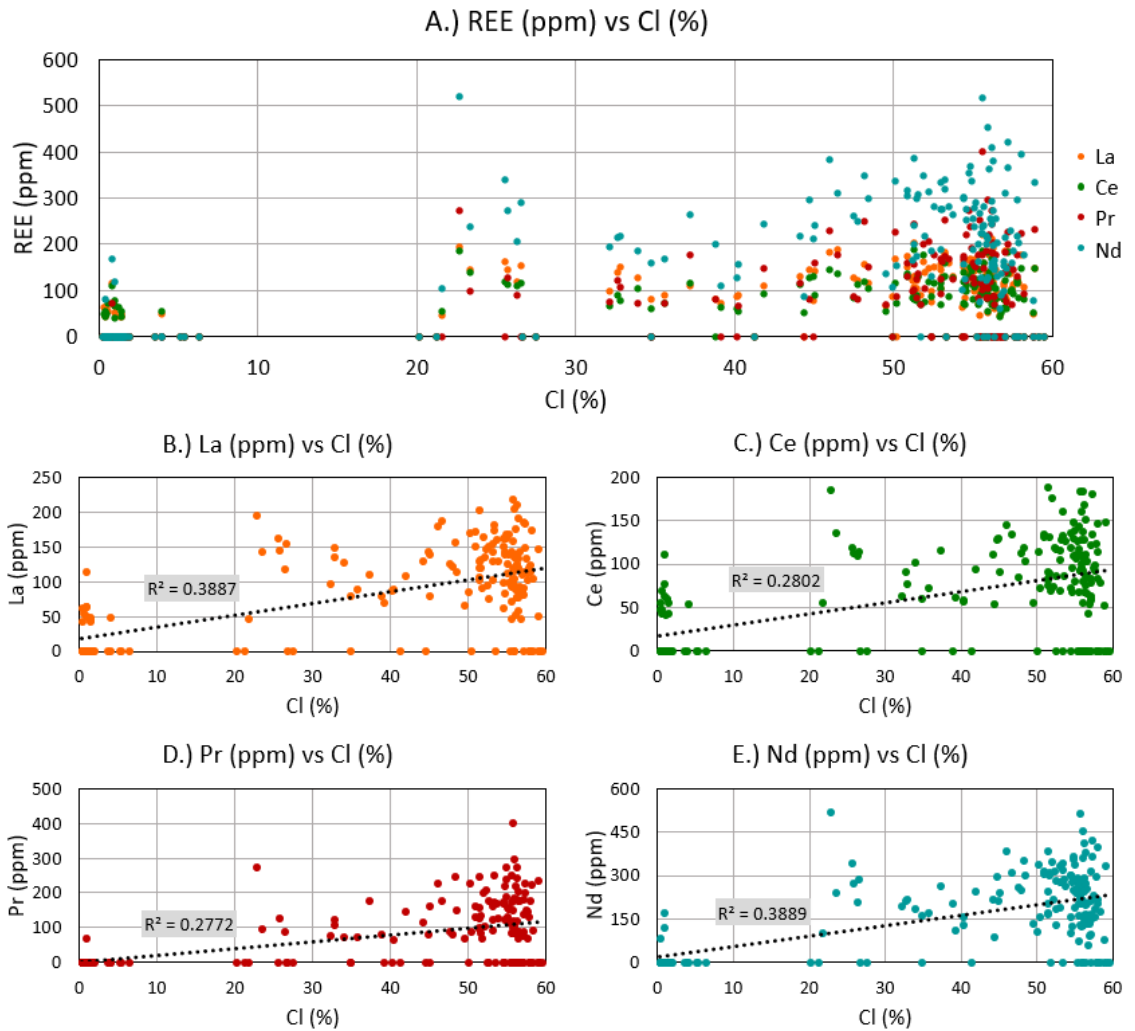 A.) REE (ppm) vs Cl (%)
600
500
400
300
200
100
0
REE (ppm)
0 10 20 30 40 50 60
Cl (%)
La
Ce
Pr
Nd
B.) La (ppm) vs Cl (%)
250
200
150
100
50
0
La (ppm)
R² = 0.3887
0 10 20 30 40 50 60
Cl (%)
C.) Ce (ppm) vs Cl (%)
200
150
100
50
0
Ce (ppm)
R² = 0.2802
0 10 20 30 40 50 60
Cl (%)
D.) Pr (ppm) vs Cl (%)
500
400
300
200
100
0
Pr (ppm)
R² = 0.2772
0 10 20 30 40 50 60
Cl (%)
E.) Nd (ppm) vs Cl (%)
600
450
300
150
0
Nd (ppm)
R² = 0.3889
0 10 20 30 40 50 60
Cl (%)